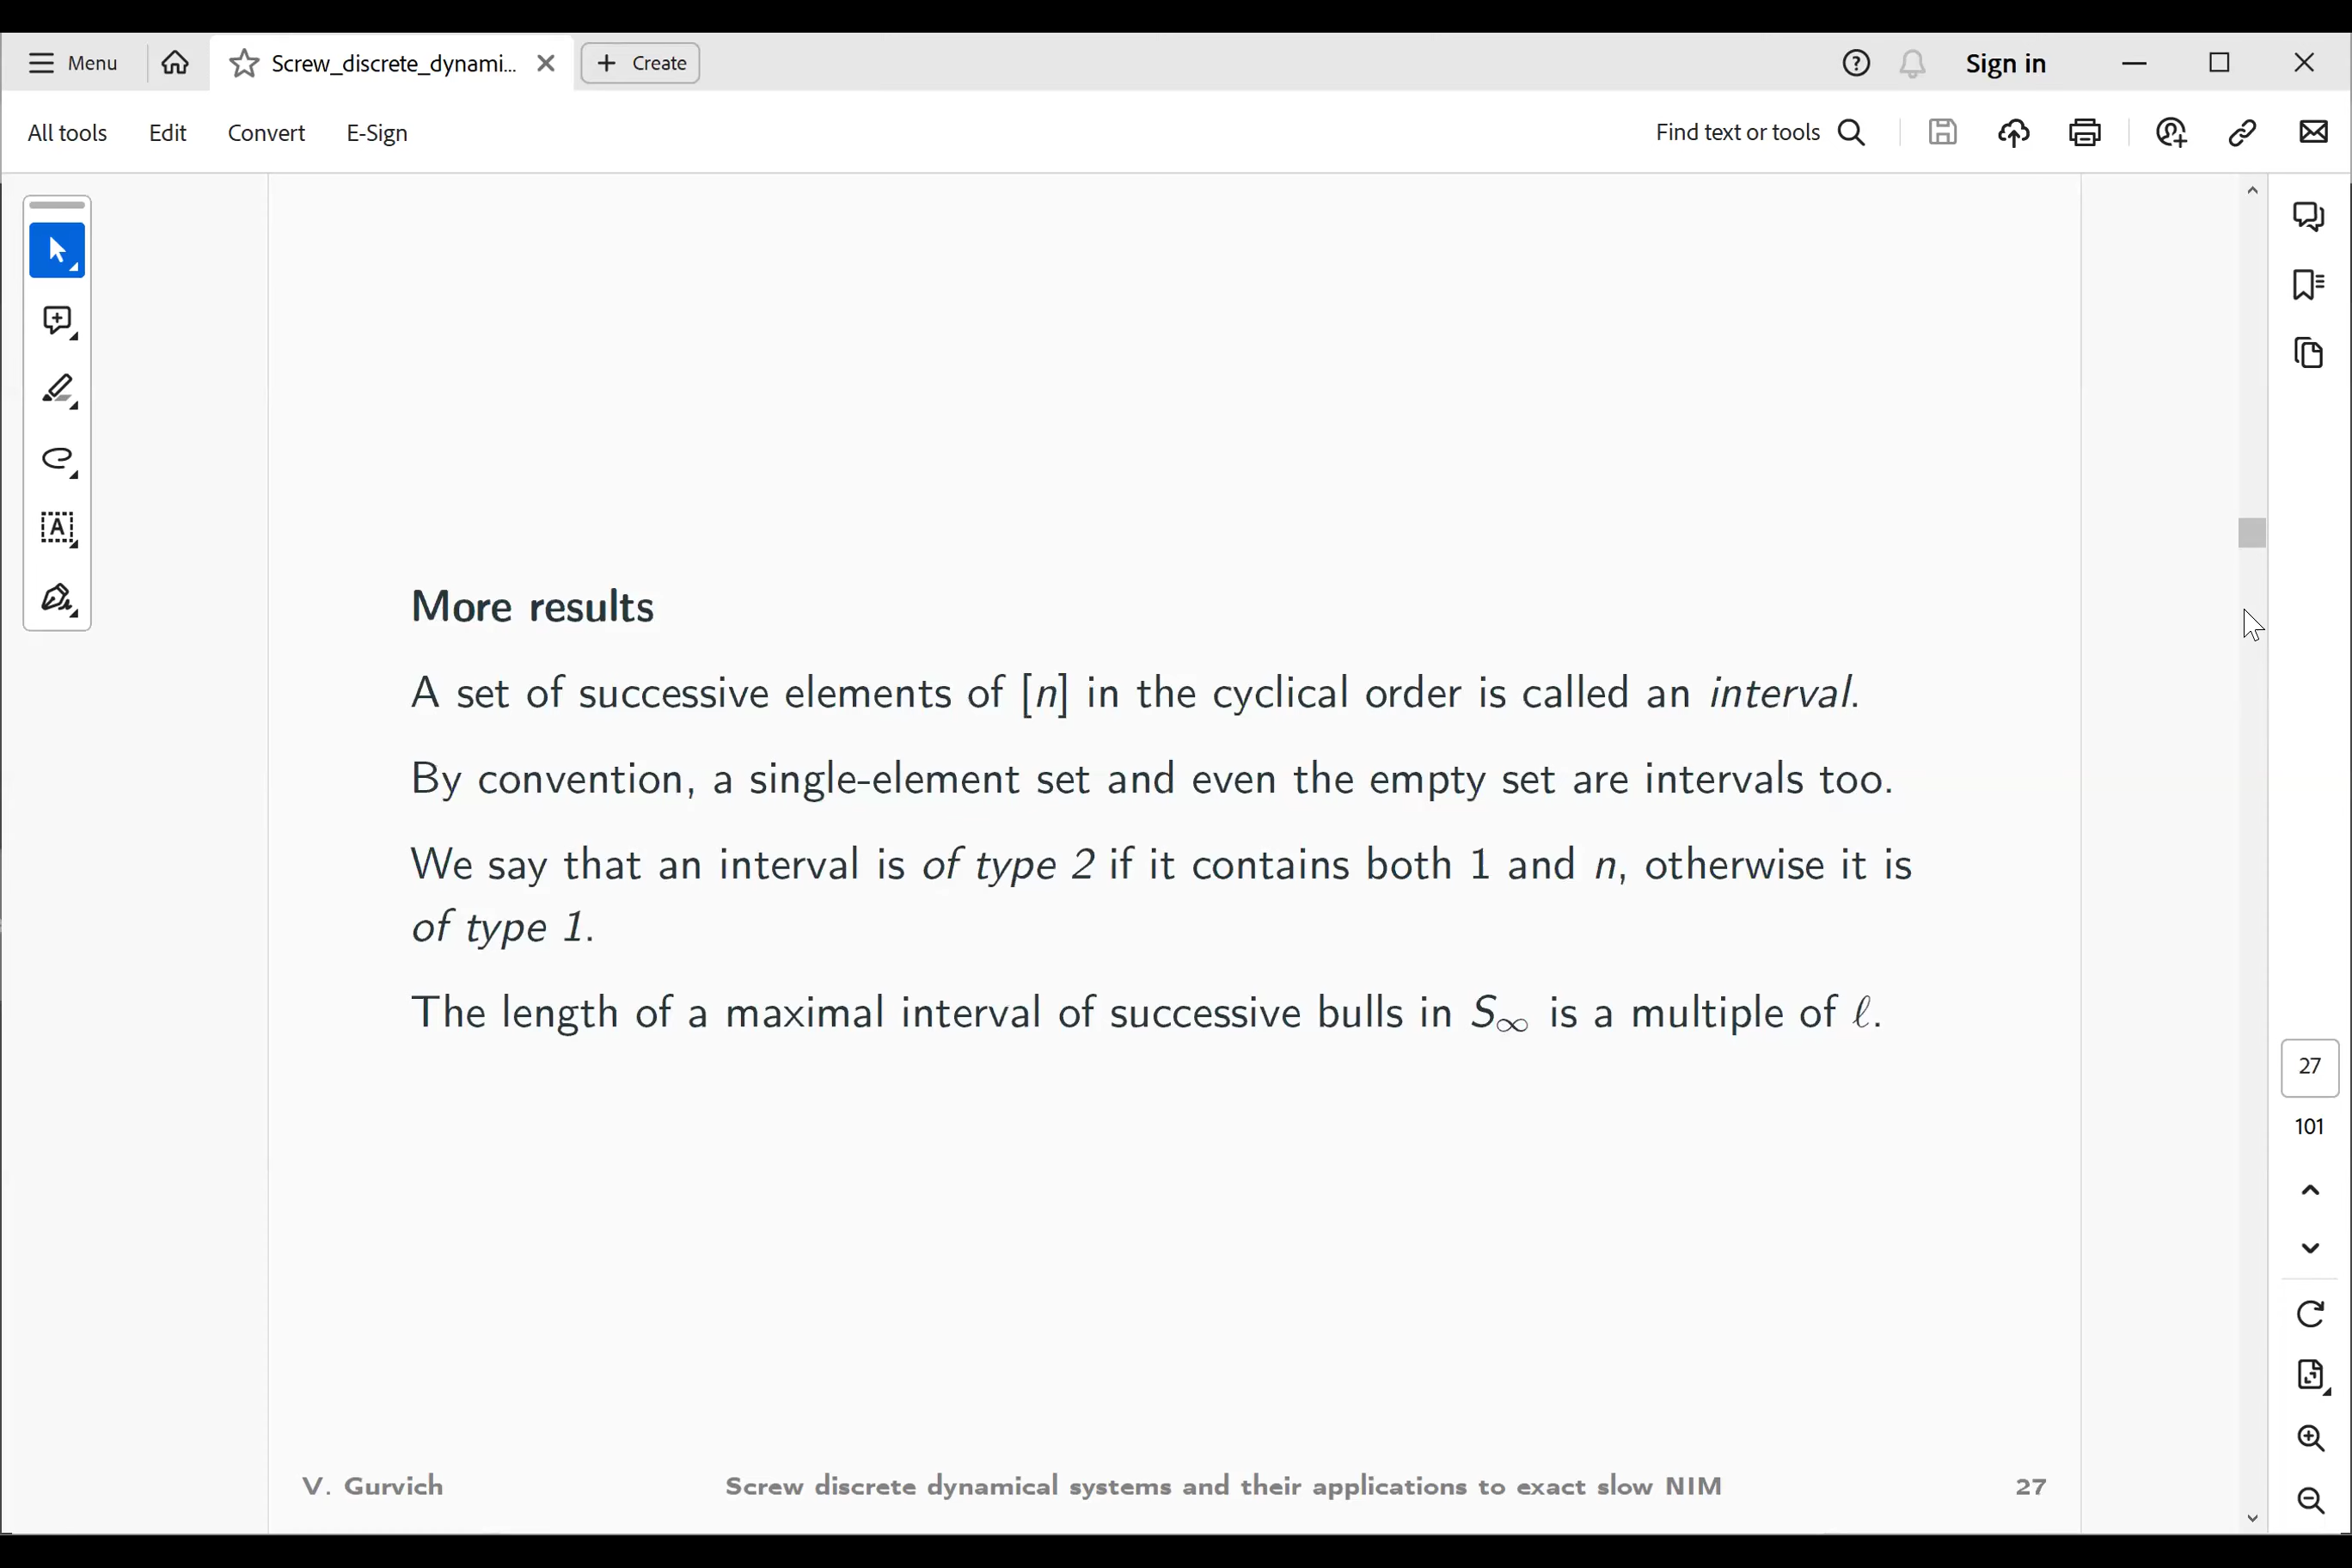 Menu
Screw_discrete_dynami...
Create
Sign in
All tools
Edit
Convert
E-Sign
Find text or tools
More results
A set of successive elements of [n] in the cyclical order is called an interval.
By convention, a single-element set and even the empty set are intervals too.
We say that an interval is of type 2 if it contains both 1 and n, otherwise it is
of type 1.
The length of a maximal interval of successive bulls in S∞ is a multiple of ℓ.
27
101
V. Gurvich
Screw discrete dynamical systems and their applications to exact slow NIM
27